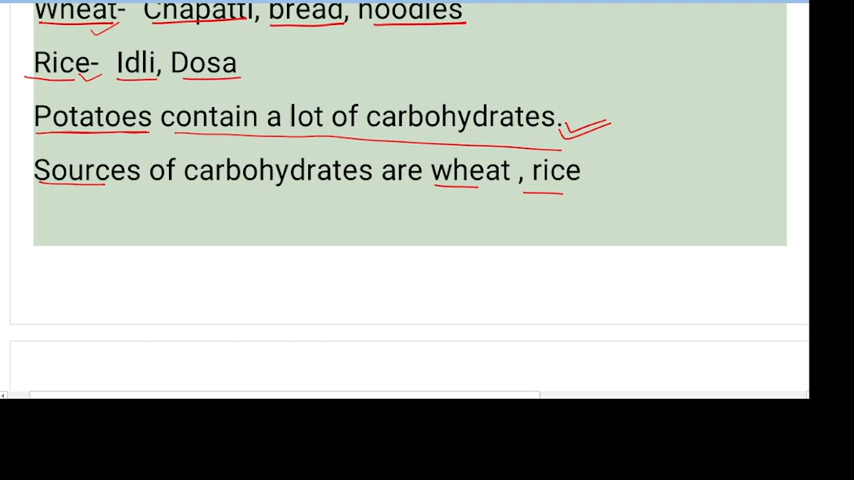 Wheat- Chapatti, bread, noodles
Rice- Idli, Dosa
Potatoes contain a lot of carbohydrates.
Sources of carbohydrates are wheat , rice